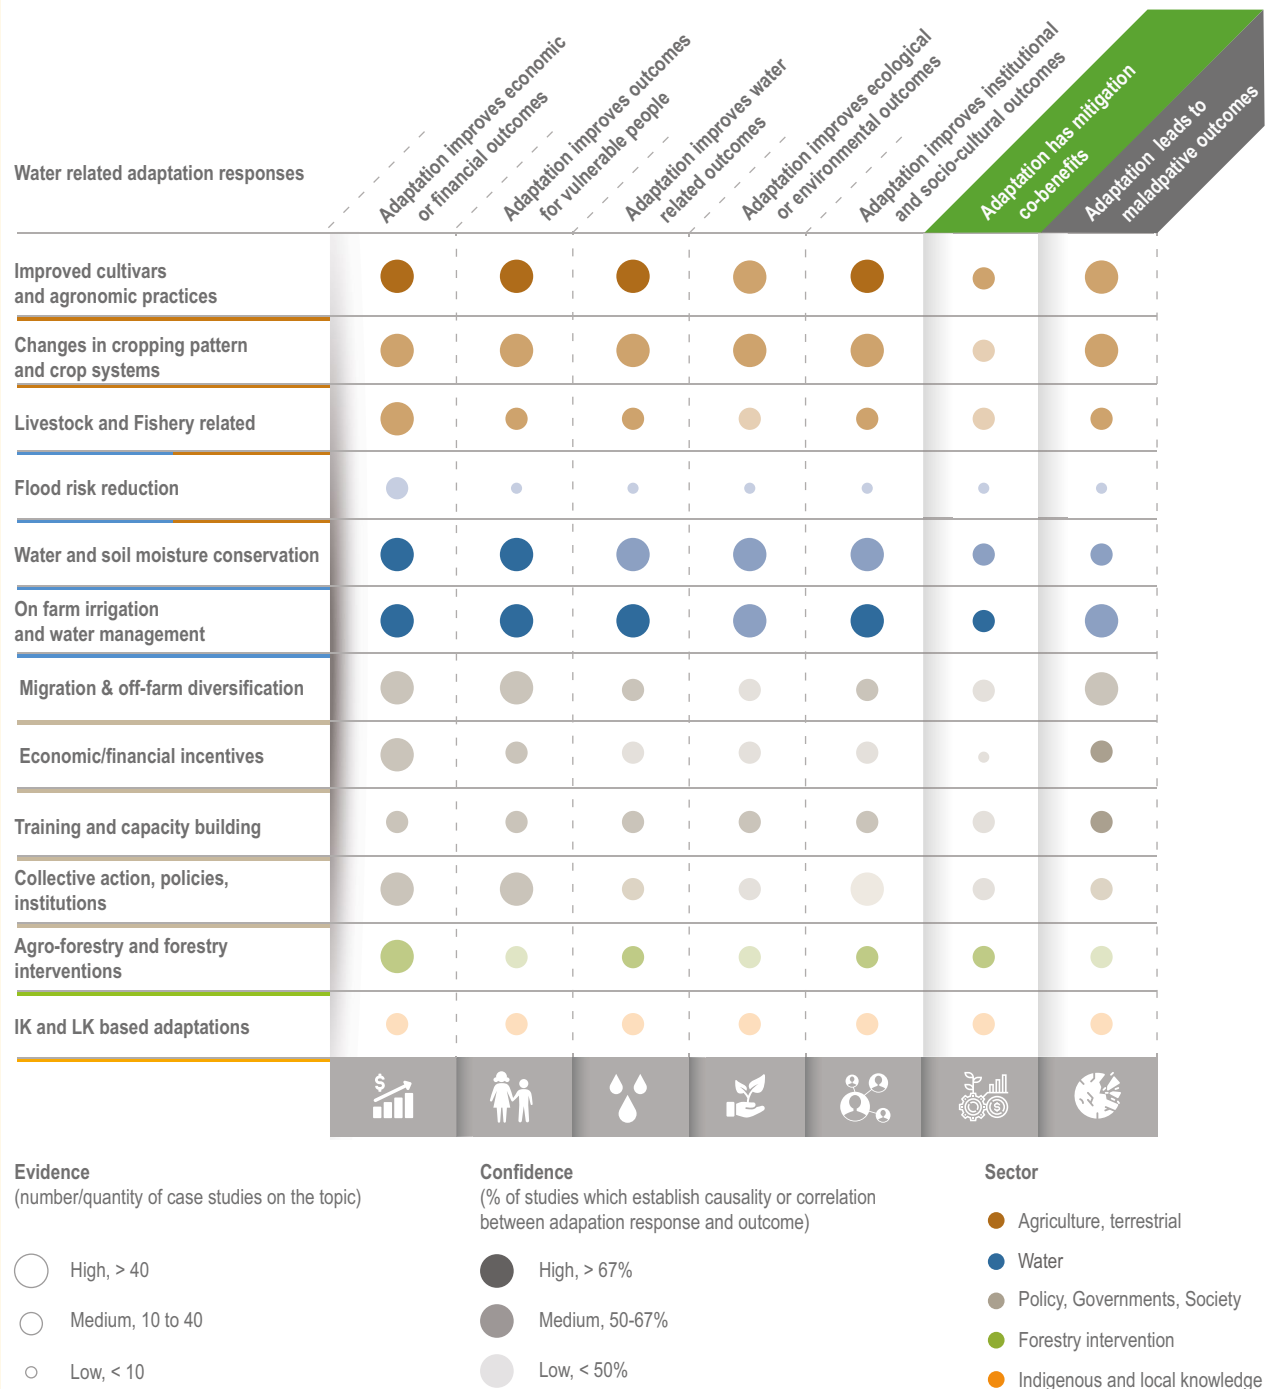 Adaptation improves economic
or financial outcomes
Adaptation improves outcomes
for vulnerable people
Adaptation improves water
related outcomes
Adaptation improves ecological
or environmental outcomes
Adaptation improves institutional
and socio-cultural outcomes
Adaptation has mitigation
co-benefits
Adaptation leads to
maladpative outcomes
Water related adaptation responses
Improved cultivars
and agronomic practices
Changes in cropping pattern
and crop systems
Livestock and Fishery related
Flood risk reduction
Water and soil moisture conservation
On farm irrigation
and water management
Migration & off-farm diversification
Economic/financial incentives
Training and capacity building
Collective action, policies,
institutions
Agro-forestry and forestry
interventions
IK and LK based adaptations
$
$
Evidence
(number/quantity of case studies on the topic)
High, > 40
Medium, 10 to 40
Low, < 10
Confidence
(% of studies which establish causality or correlation
between adapation response and outcome)
High, > 67%
Medium, 50-67%
Low, < 50%
Sector
Agriculture, terrestrial
Water
Policy, Governments, Society
Forestry intervention
Indigenous and local knowledge